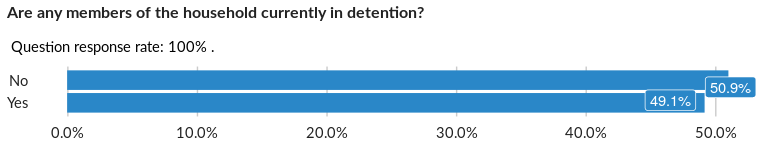 Are any members of the household currently in detention?
Question response rate: 100% .
No 50.9%
Yes 49.1%
0.0% 10.0% 20.0% 30.0% 40.0% 50.0%